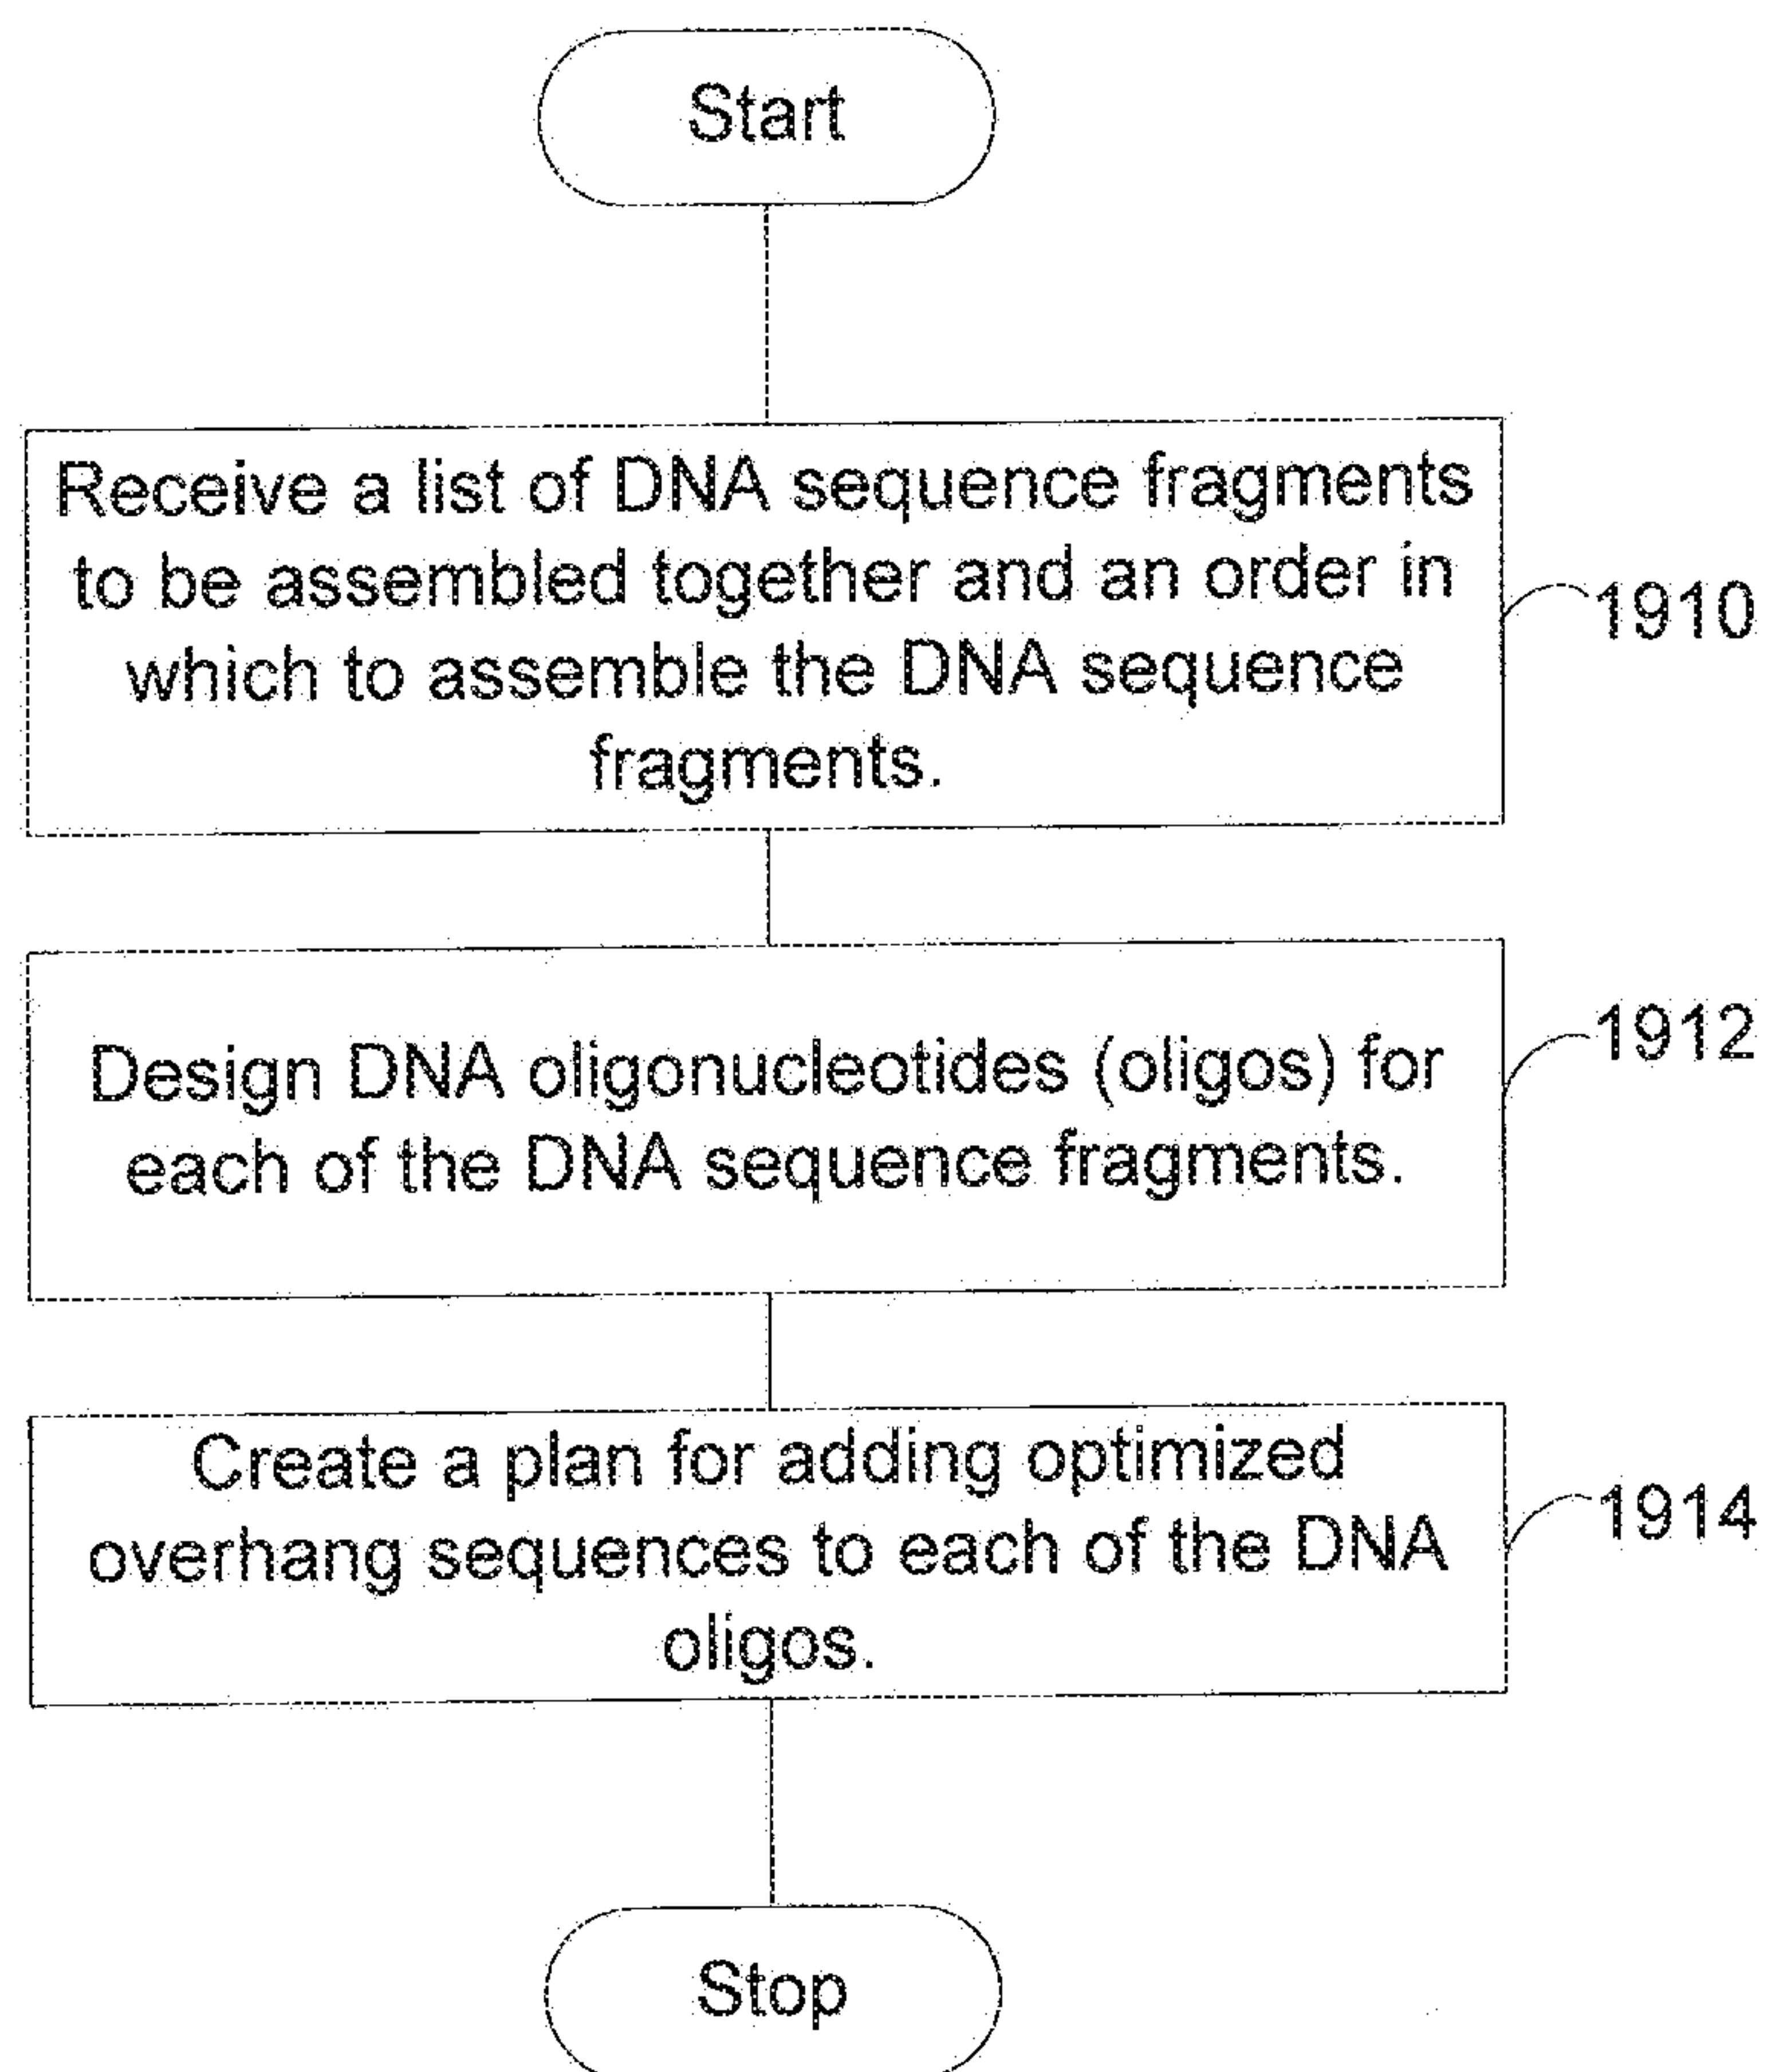 Start
Receive a list of DNA sequence fragments
to be assembled together and an order in
which to assemble the DNA sequence
fragments.
1910
Design DNA oligonucleotides (oligos) for
each of the DNA sequence fragments.
1912
Create a plan for adding optimized
overhang sequences to each of the DNA
oligos.
1914
Stop